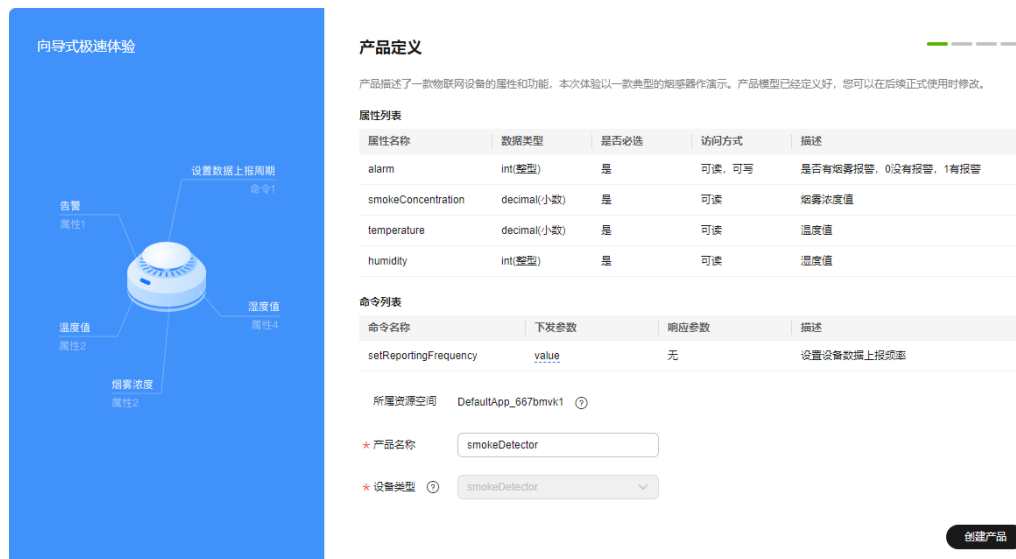 向导式极速体验
设置数据上报周期
命令1
告警
属性1
湿度值
属性4
温度值
属性2
烟雾浓度
属性2
产品定义
产品描述了一款物联网设备的属性和功能，本次体验以一款典型的烟感器作演示。产品模型已经定义好，您可以在后续正式使用时修改。
属性列表
属性名称 数据类型 是否必选 访问方式 描述
alarm int(整型) 是 可读，可写 是否有烟雾报警，0没有报警，1有报警
smokeConcentration decimal(小数) 是 可读 烟雾浓度值
temperature decimal(小数) 是 可读 温度值
humidity int(整型) 是 可读 湿度值
命令列表
命令名称 下发参数 响应参数 描述
setReportingFrequency value 无 设置设备数据上报频率
所属资源空间 DefaultApp_667bmvk1 ?
* 产品名称 smokeDetector
* 设备类型 ? smokeDetector
创建产品